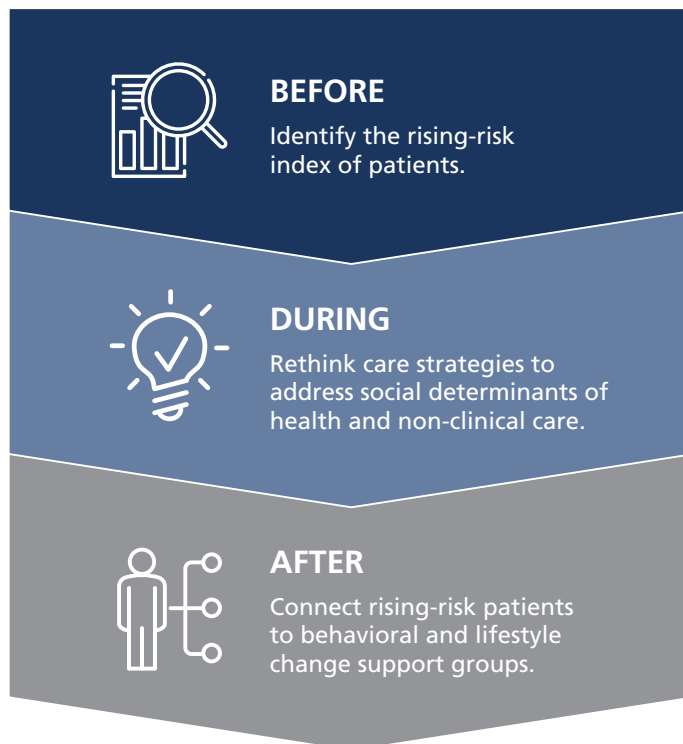 BEFORE
Identify the rising-risk
index of patients.
DURING
Rethink care strategies to
address social determinants of
health and non-clinical care.
AFTER
Connect rising-risk patients
to behavioral and lifestyle
change support groups.